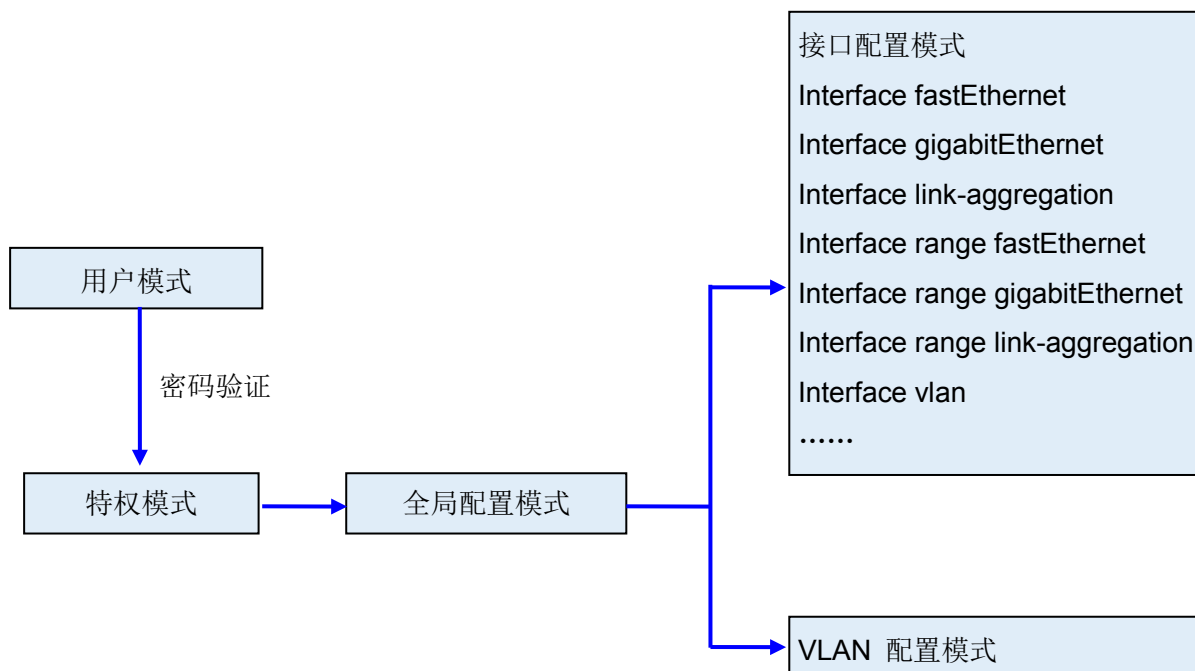 接口配置模式
Interface fastEthernet
Interface gigabitEthernet
Interface link-aggregation
Interface range fastEthernet
Interface range gigabitEthernet
Interface range link-aggregation
Interface vlan
……
用户模式
密码验证
特权模式
全局配置模式
VLAN 配置模式